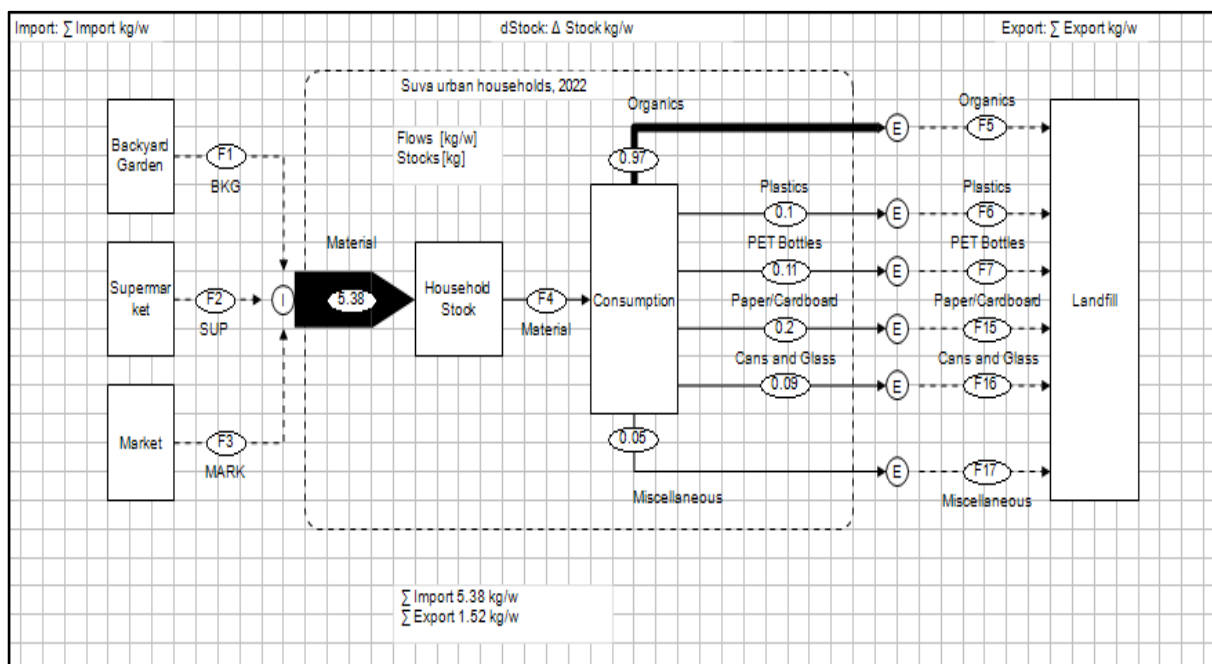 Import: ∑ Import kg/w
dStock: Δ Stock kg/w
Export: ∑ Export kg/w
Suva urban households, 2022
Flows [kg/w]
Stocks [kg]
Backyard
Garden
F1
BKG
Supermar
ket
F2
SUP
Market
F3
MARK
I
Material
5.38
Household
Stock
F4
Material
Consumption
Organics
0.97
E
Organics
F5
Plastics
0.1
E
Plastics
F6
PET Bottles
0.11
E
PET Bottles
F7
Paper/Cardboard
0.2
E
Paper/Cardboard
F15
Cans and Glass
0.09
E
Cans and Glass
F16
0.05
Miscellaneous
E
F17
Miscellaneous
Landfill
∑ Import 5.38 kg/w
∑ Export 1.52 kg/w